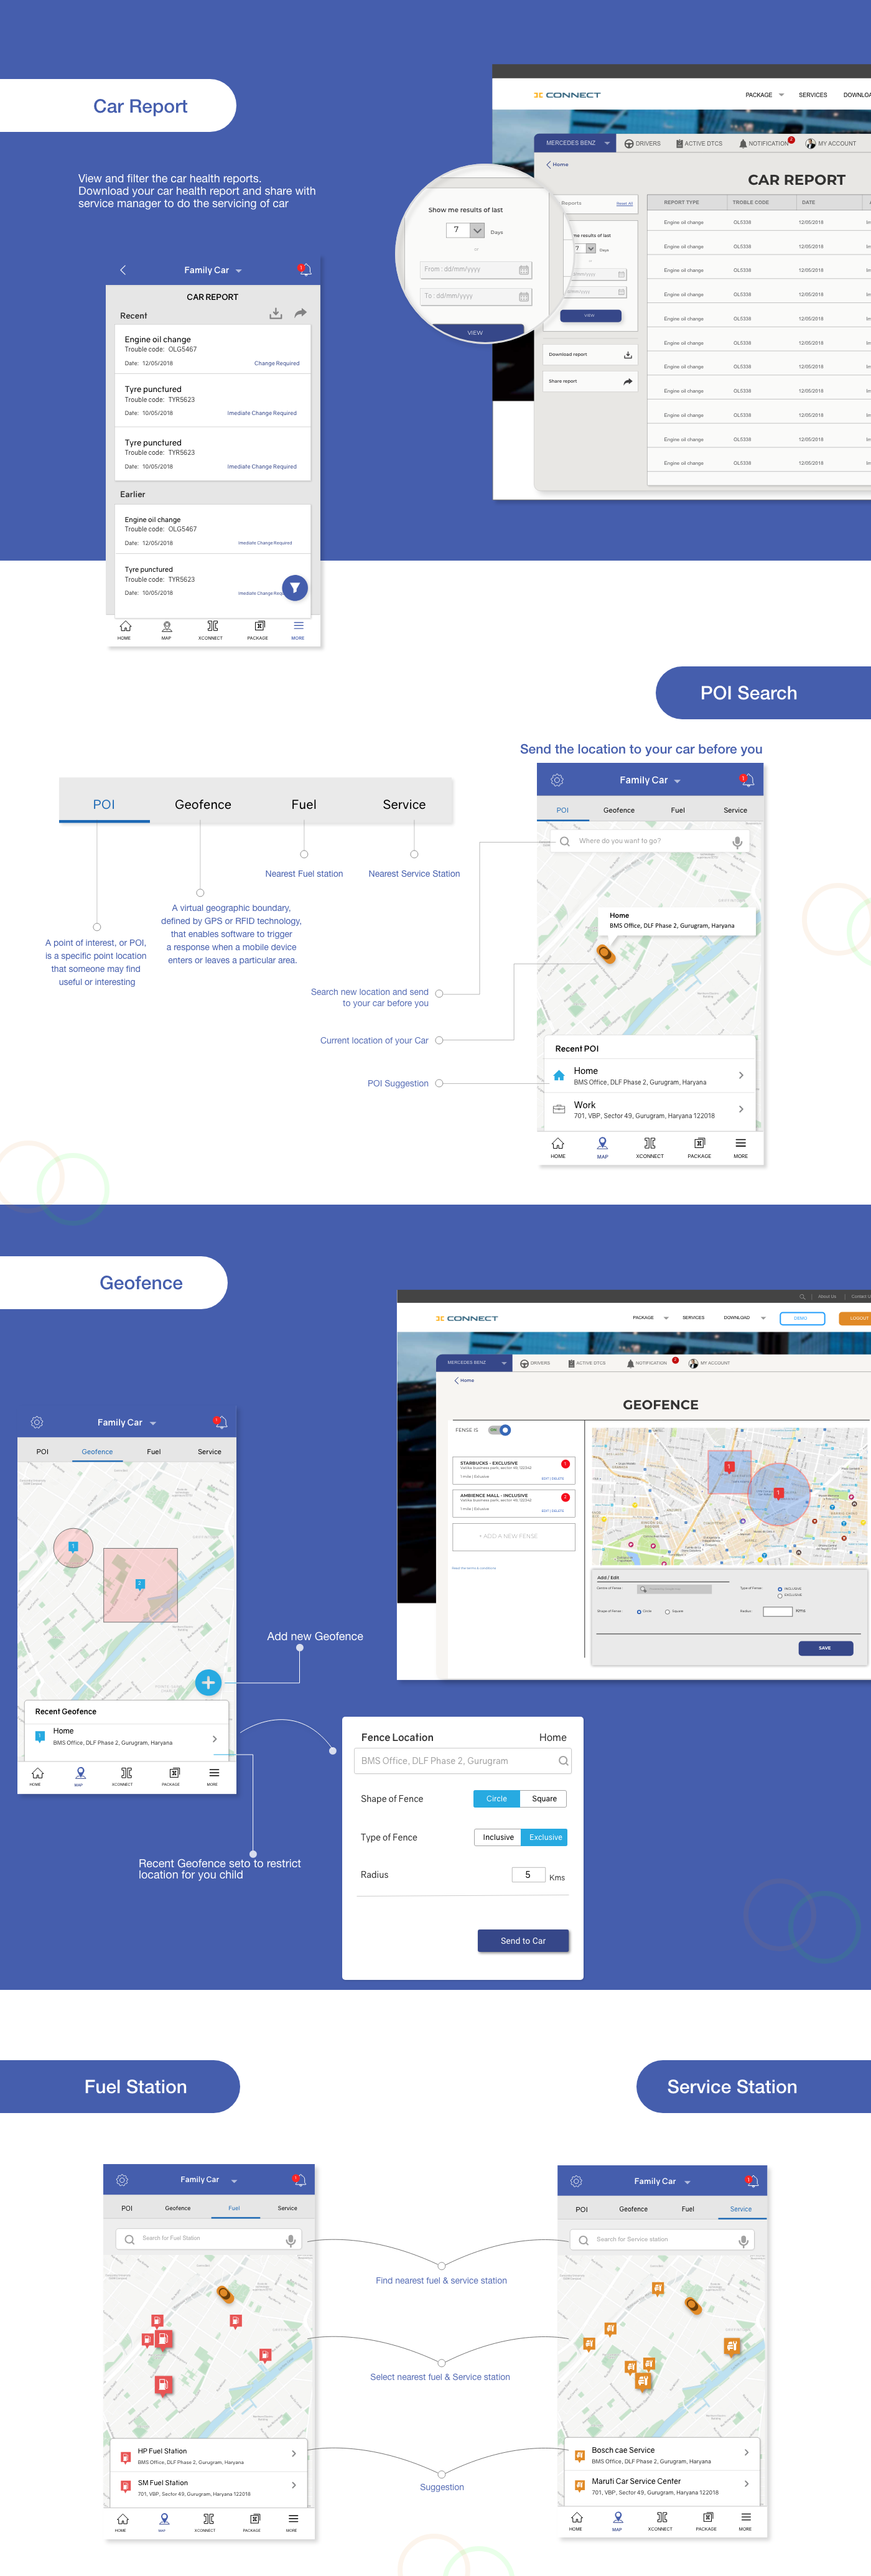 Car Report
View and filter the car health reports.
Download your car health report and share with
service manager to do the servicing of car
CONNECT
PACKAGE
SERVICES
MERCEDES BENZ
DRIVERS
ACTIVE DTCS
NOTIFICATION
MY ACCOUNT
Home
CAR REPORT
Reports
Reset All
REPORT TYPE TROBLE CODE DATE
Engine oil change OL5338 12/05/2018
Engine oil change OL5338 12/05/2018
Engine oil change OL5338 12/05/2018
Engine oil change OL5338 12/05/2018
Engine oil change OL5338 12/05/2018
Engine oil change OL5338 12/05/2018
Engine oil change OL5338 12/05/2018
Engine oil change OL5338 12/05/2018
Engine oil change OL5338 12/05/2018
Engine oil change OL5338 12/05/2018
Engine oil change OL5338 12/05/2018
Show me results of last
7 Days
or
From : dd/mm/yyyy
To : dd/mm/yyyy
VIEW
me results of last
7 Days
VIEW
Download report
Share report
Family Car
1
CAR REPORT
Recent
Engine oil change
Trouble code: OLG5467
Date: 12/05/2018 Change Required
Tyre punctured
Trouble code: TYR5623
Date: 10/05/2018 Imediate Change Required
Tyre punctured
Trouble code: TYR5623
Date: 10/05/2018 Imediate Change Required
Earlier
Engine oil change
Trouble code: OLG5467
Date: 12/05/2018 Imediate Change Required
Tyre punctured
Trouble code: TYR5623
Date: 10/05/2018 Imediate Change Req
HOME MAP XCONNECT PACKAGE MORE
POI Search
Send the location to your car before you
POI Geofence Fuel Service
Nearest Fuel station
Nearest Service Station
A virtual geographic boundary,
defined by GPS or RFID technology,
that enables software to trigger
a response when a mobile device
enters or leaves a particular area.
A point of interest, or POI,
is a specific point location
that someone may find
useful or interesting
Search new location and send
to your car before you
Current location of your Car
POI Suggestion
Family Car
1
POI Geofence Fuel Service
Where do you want to go?
Home
BMS Office, DLF Phase 2, Gurugram, Haryana
Recent POI
Home
BMS Office, DLF Phase 2, Gurugram, Haryana
Work
701, VBP, Sector 49, Gurugram, Haryana 122018
HOME MAP XCONNECT PACKAGE MORE
Geofence
About Us
CONNECT
PACKAGE
SERVICES
DOWNLOAD
DEMO
LOGOUT
MERCEDES BENZ
DRIVERS
ACTIVE DTCS
NOTIFICATION
MY ACCOUNT
Home
GEOFENCE
FENSE IS
STARBUCKS - EXCLUSIVE
1
AMBIENCE MALL - INCLUSIVE
+ ADD A NEW FENSE
1
1
Add / Edit
INCLUSIVE
EXCLUSIVE
Circle
Square
SAVE
Family Car
1
POI Geofence Fuel Service
1
2
Recent Geofence
1
Home
BMS Office, DLF Phase 2, Gurugram, Haryana
HOME MAP XCONNECT PACKAGE MORE
Add new Geofence
Recent Geofence seto to restrict
location for you child
Fence Location Home
BMS Office, DLF Phase 2, Gurugram
Shape of Fence Circle Square
Type of Fence Inclusive Exclusive
Radius 5 Kms
Send to Car
Fuel Station
Service Station
Family Car
1
POI Geofence Fuel Service
Search for Fuel Station
HP Fuel Station
BMS Office, DLF Phase 2, Gurugram, Haryana
SM Fuel Station
701, VBP, Sector 49, Gurugram, Haryana 122018
HOME MAP XCONNECT PACKAGE MORE
Find nearest fuel & service station
Select nearest fuel & Service station
Suggestion
Family Car
1
POI Geofence Fuel Service
Search for Service station
Bosch cae Service
BMS Office, DLF Phase 2, Gurugram, Haryana
Maruti Car Service Center
701, VBP, Sector 49, Gurugram, Haryana 122018
HOME MAP XCONNECT PACKAGE MORE